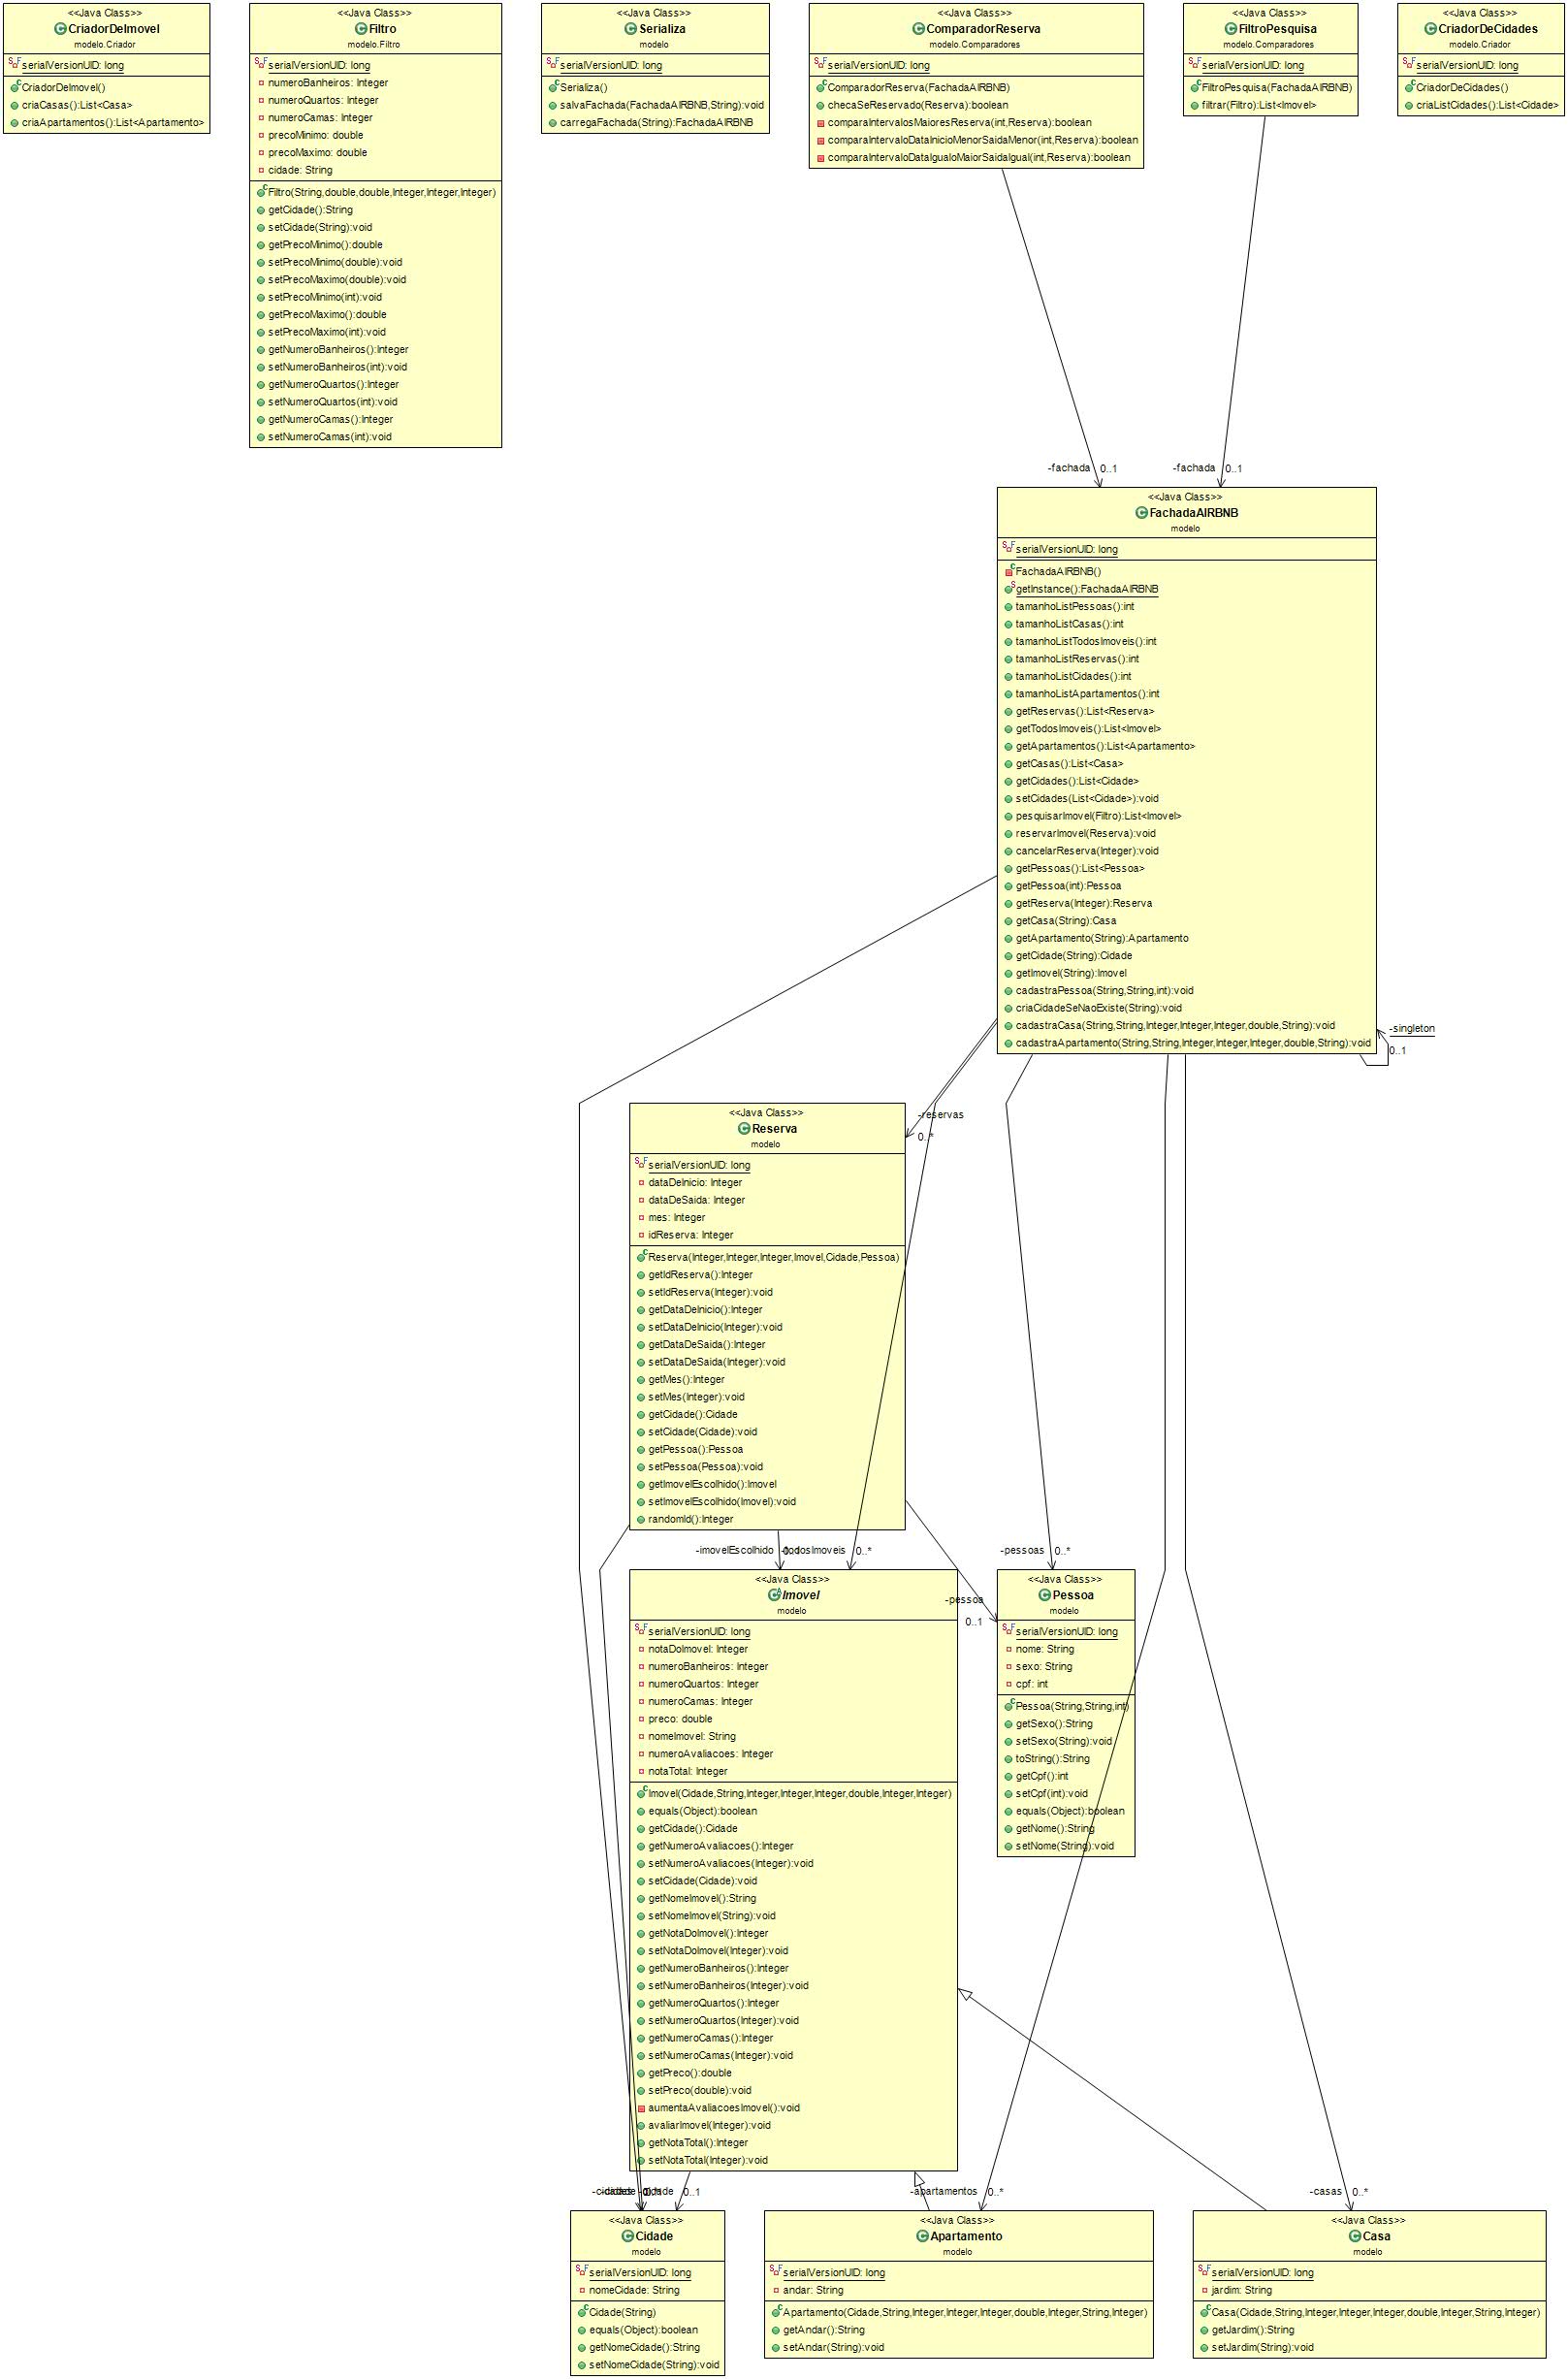 <<Java Class>>
CriadorDeImovel
modelo.Criador
serialVersionUID: long
CriadorDeImovel()
criaCasas():List<Casa>
criaApartamentos():List<Apartamento>
<<Java Class>>
Filtro
modelo.Filtro
serialVersionUID: long
numeroBanheiros: Integer
numeroQuartos: Integer
numeroCamas: Integer
precoMinimo: double
precoMaximo: double
cidade: String
Filtro(String,double,double,Integer,Integer,Integer)
getCidade():String
setCidade(String):void
getPrecoMinimo():double
setPrecoMinimo(double):void
setPrecoMaximo(double):void
setPrecoMinimo(int):void
getPrecoMaximo():double
setPrecoMaximo(int):void
getNumeroBanheiros():Integer
setNumeroBanheiros(int):void
getNumeroQuartos():Integer
setNumeroQuartos(int):void
getNumeroCamas():Integer
setNumeroCamas(int):void
<<Java Class>>
Serializa
modelo
serialVersionUID: long
Serializa()
salvaFachada(FachadaAIRBNB,String):void
carregaFachada(String):FachadaAIRBNB
<<Java Class>>
ComparadorReserva
modelo.Comparadores
serialVersionUID: long
ComparadorReserva(FachadaAIRBNB)
checaSeReservado(Reserva):boolean
comparaIntervalosMaioresReserva(int,Reserva):boolean
comparaIntervaloDataInicioMenorSaidaMenor(int,Reserva):boolean
comparaIntervaloDataIgualoMaiorSaidaIgual(int,Reserva):boolean
<<Java Class>>
FiltroPesquisa
modelo.Comparadores
serialVersionUID: long
FiltroPesquisa(FachadaAIRBNB)
filtrar(Filtro):List<Imovel>
<<Java Class>>
CriadorDeCidades
modelo.Criador
serialVersionUID: long
CriadorDeCidades()
criaListCidades():List<Cidade>
-fachada 0..1
-fachada 0..1
<<Java Class>>
FachadaAIRBNB
modelo
serialVersionUID: long
FachadaAIRBNB()
getInstance():FachadaAIRBNB
tamanhoListPessoas():int
tamanhoListCasas():int
tamanhoListTodosImoveis():int
tamanhoListReservas():int
tamanhoListCidades():int
tamanhoListApartamentos():int
getReservas():List<Reserva>
getTodosImoveis():List<Imovel>
getApartamentos():List<Apartamento>
getCasas():List<Casa>
getCidades():List<Cidade>
setCidades(List<Cidade>):void
pesquisarImovel(Filtro):List<Imovel>
reservarImovel(Reserva):void
cancelarReserva(Integer):void
getPessoas():List<Pessoa>
getPessoa(int):Pessoa
getReserva(Integer):Reserva
getCasa(String):Casa
getApartamento(String):Apartamento
getCidade(String):Cidade
getImovel(String):Imovel
cadastraPessoa(String,String,int):void
criaCidadeSeNaoExiste(String):void
cadastraCasa(String,String,Integer,Integer,Integer,double,String):void
cadastraApartamento(String,String,Integer,Integer,Integer,double,String):void
-singleton
0..1
-reservas
0..*
<<Java Class>>
Reserva
modelo
serialVersionUID: long
dataDeInicio: Integer
dataDeSaida: Integer
mes: Integer
idReserva: Integer
Reserva(Integer,Integer,Integer,Imovel,Cidade,Pessoa)
getIdReserva():Integer
setIdReserva(Integer):void
getDataDeInicio():Integer
setDataDeInicio(Integer):void
getDataDeSaida():Integer
setDataDeSaida(Integer):void
getMes():Integer
setMes(Integer):void
getCidade():Cidade
setCidade(Cidade):void
getPessoa():Pessoa
setPessoa(Pessoa):void
getImovelEscolhido():Imovel
setImovelEscolhido(Imovel):void
randomId():Integer
-imovelEscolhido 0..1
-todosImoveis 0..*
-pessoas 0..*
-pessoa
0..1
<<Java Class>>
Imovel
modelo
serialVersionUID: long
notaDoImovel: Integer
numeroBanheiros: Integer
numeroQuartos: Integer
numeroCamas: Integer
preco: double
nomeImovel: String
numeroAvaliacoes: Integer
notaTotal: Integer
Imovel(Cidade,String,Integer,Integer,Integer,double,Integer,Integer)
equals(Object):boolean
getCidade():Cidade
getNumeroAvaliacoes():Integer
setNumeroAvaliacoes(Integer):void
setCidade(Cidade):void
getNomeImovel():String
setNomeImovel(String):void
getNotaDoImovel():Integer
setNotaDoImovel(Integer):void
getNumeroBanheiros():Integer
setNumeroBanheiros(Integer):void
getNumeroQuartos():Integer
setNumeroQuartos(Integer):void
getNumeroCamas():Integer
setNumeroCamas(Integer):void
getPreco():double
setPreco(double):void
aumentaAvaliacoesImovel():void
avaliarImovel(Integer):void
getNotaTotal():Integer
setNotaTotal(Integer):void
<<Java Class>>
Pessoa
modelo
serialVersionUID: long
nome: String
sexo: String
cpf: int
Pessoa(String,String,int)
getSexo():String
setSexo(String):void
toString():String
getCpf():int
setCpf(int):void
equals(Object):boolean
getNome():String
setNome(String):void
0..1
-apartamentos 0..*
-casas 0..*
<<Java Class>>
Cidade
modelo
serialVersionUID: long
nomeCidade: String
Cidade(String)
equals(Object):boolean
getNomeCidade():String
setNomeCidade(String):void
<<Java Class>>
Apartamento
modelo
serialVersionUID: long
andar: String
Apartamento(Cidade,String,Integer,Integer,Integer,double,Integer,String,Integer)
getAndar():String
setAndar(String):void
<<Java Class>>
Casa
modelo
serialVersionUID: long
jardim: String
Casa(Cidade,String,Integer,Integer,Integer,double,Integer,String,Integer)
getJardim():String
setJardim(String):void